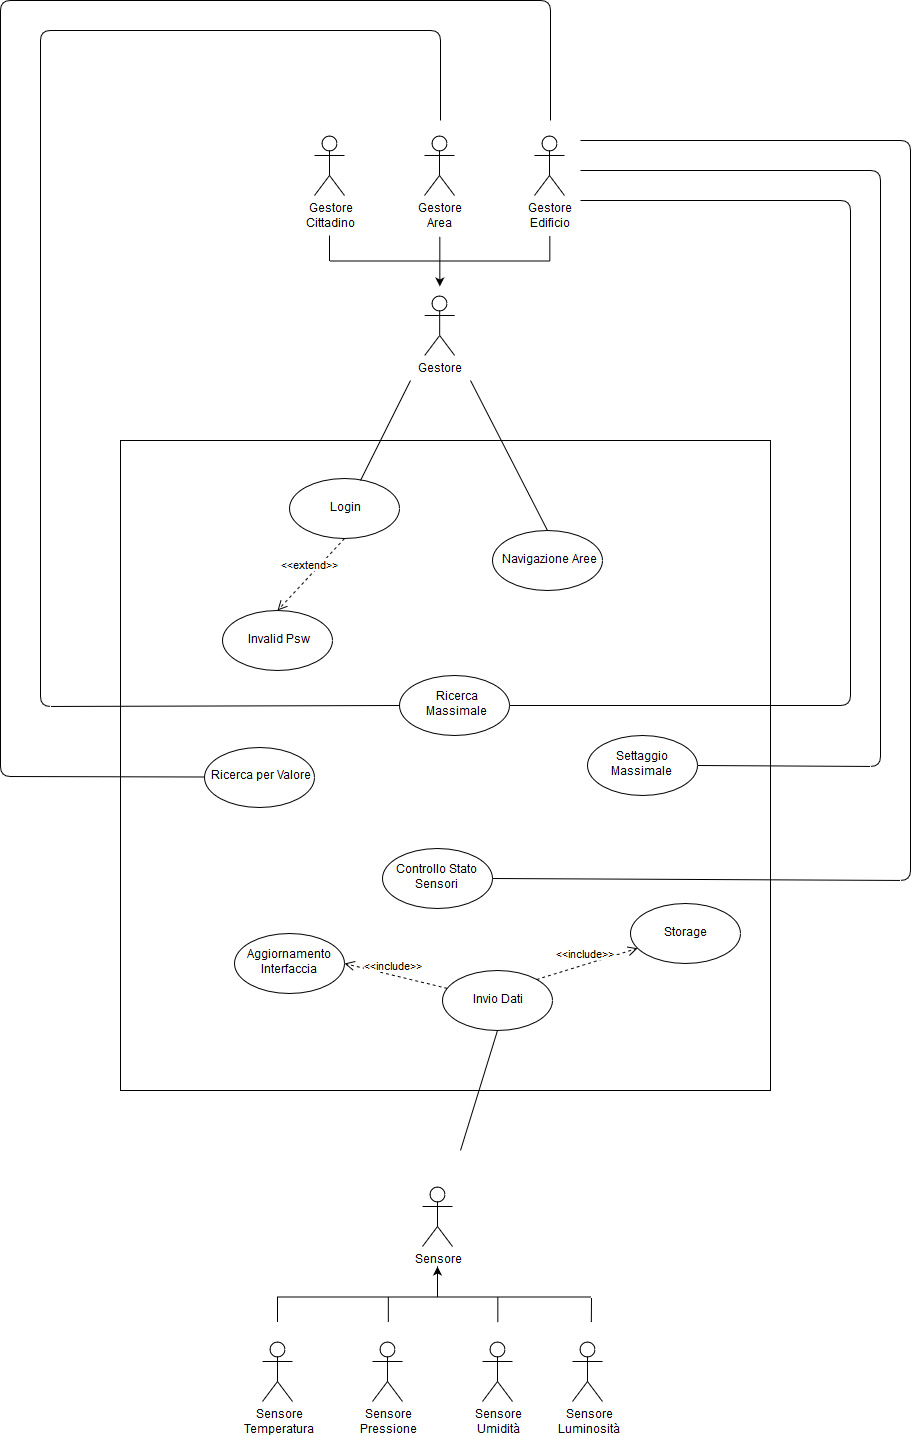 Gestore
Cittadino
Gestore
Area
Gestore
Edificio
Gestore
Login
<<extend>>
Navigazione Aree
Invalid Psw
Ricerca
Massimale
Ricerca per Valore
Settaggio
Massimale
Controllo Stato
Sensori
Storage
Aggiornamento
Interfaccia
<<include>>
<<include>>
Invio Dati
Sensore
Sensore
Temperatura
Sensore
Pressione
Sensore
Umidità
Sensore
Luminosità